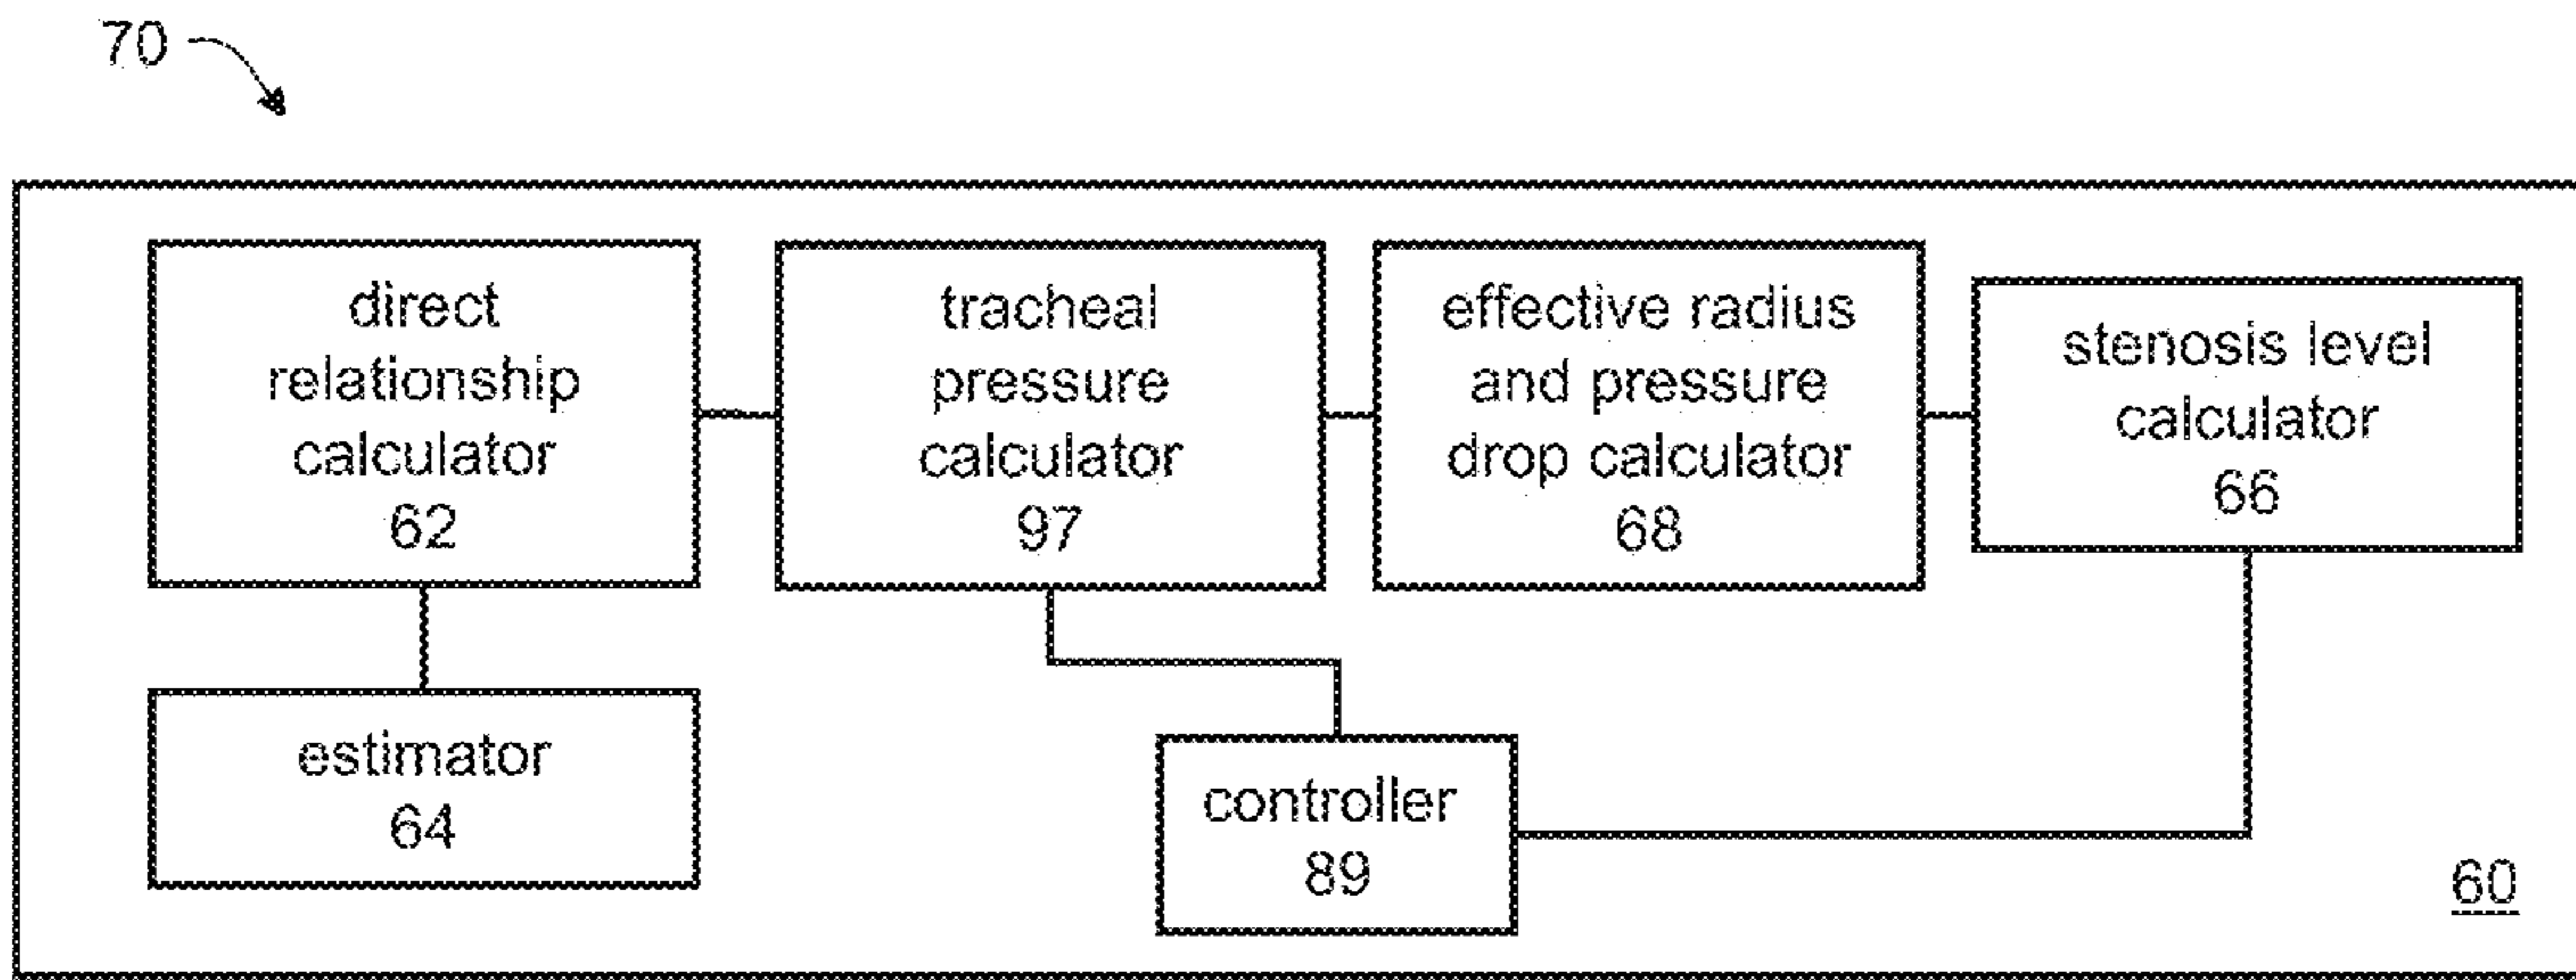 70
direct
relationship
calculator
62
tracheal
pressure
calculator
97
effective radius
and pressure
drop calculator
68
stenosis level
calculator
66
estimator
64
controller
89
60